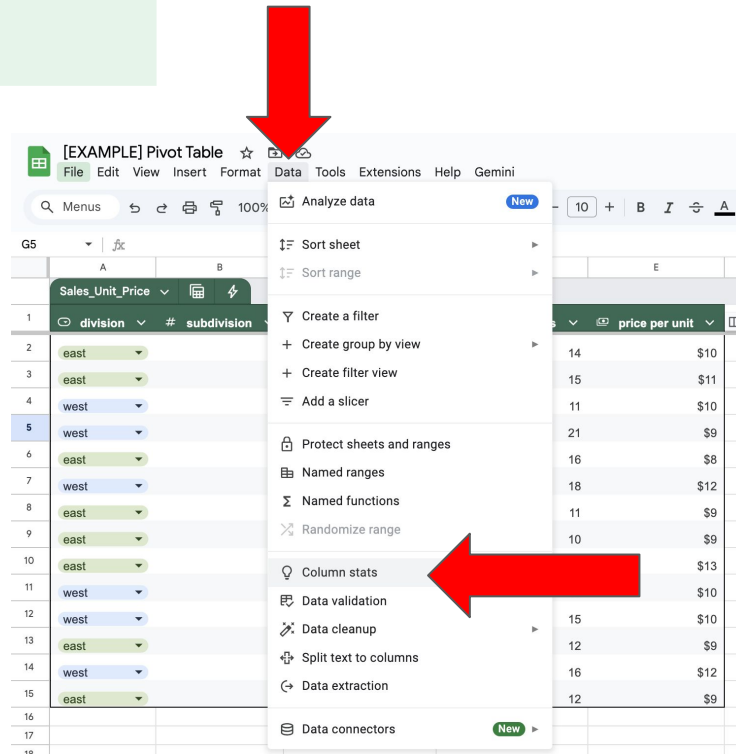 [EXAMPLE] Pivot Table
File Edit View Insert Format Data Tools Extensions Help Gemini
Menus 100% 10 + B I A
G5 fx
A B E
Sales_Unit_Price
1 division # subdivision s price per unit
2 east 14 $10
3 east 15 $11
4 west 11 $10
5 west 21 $9
6 east 16 $8
7 west 18 $12
8 east 11 $9
9 east 10 $9
10 east $13
11 west $10
12 west 15 $10
13 east 12 $9
14 west 16 $12
15 east 12 $9
16
17
18
Analyze data New
Sort sheet
Sort range
Create a filter
Create group by view
Create filter view
Add a slicer
Protect sheets and ranges
Named ranges
Named functions
Randomize range
Column stats
Data validation
Data cleanup
Split text to columns
Data extraction
Data connectors New